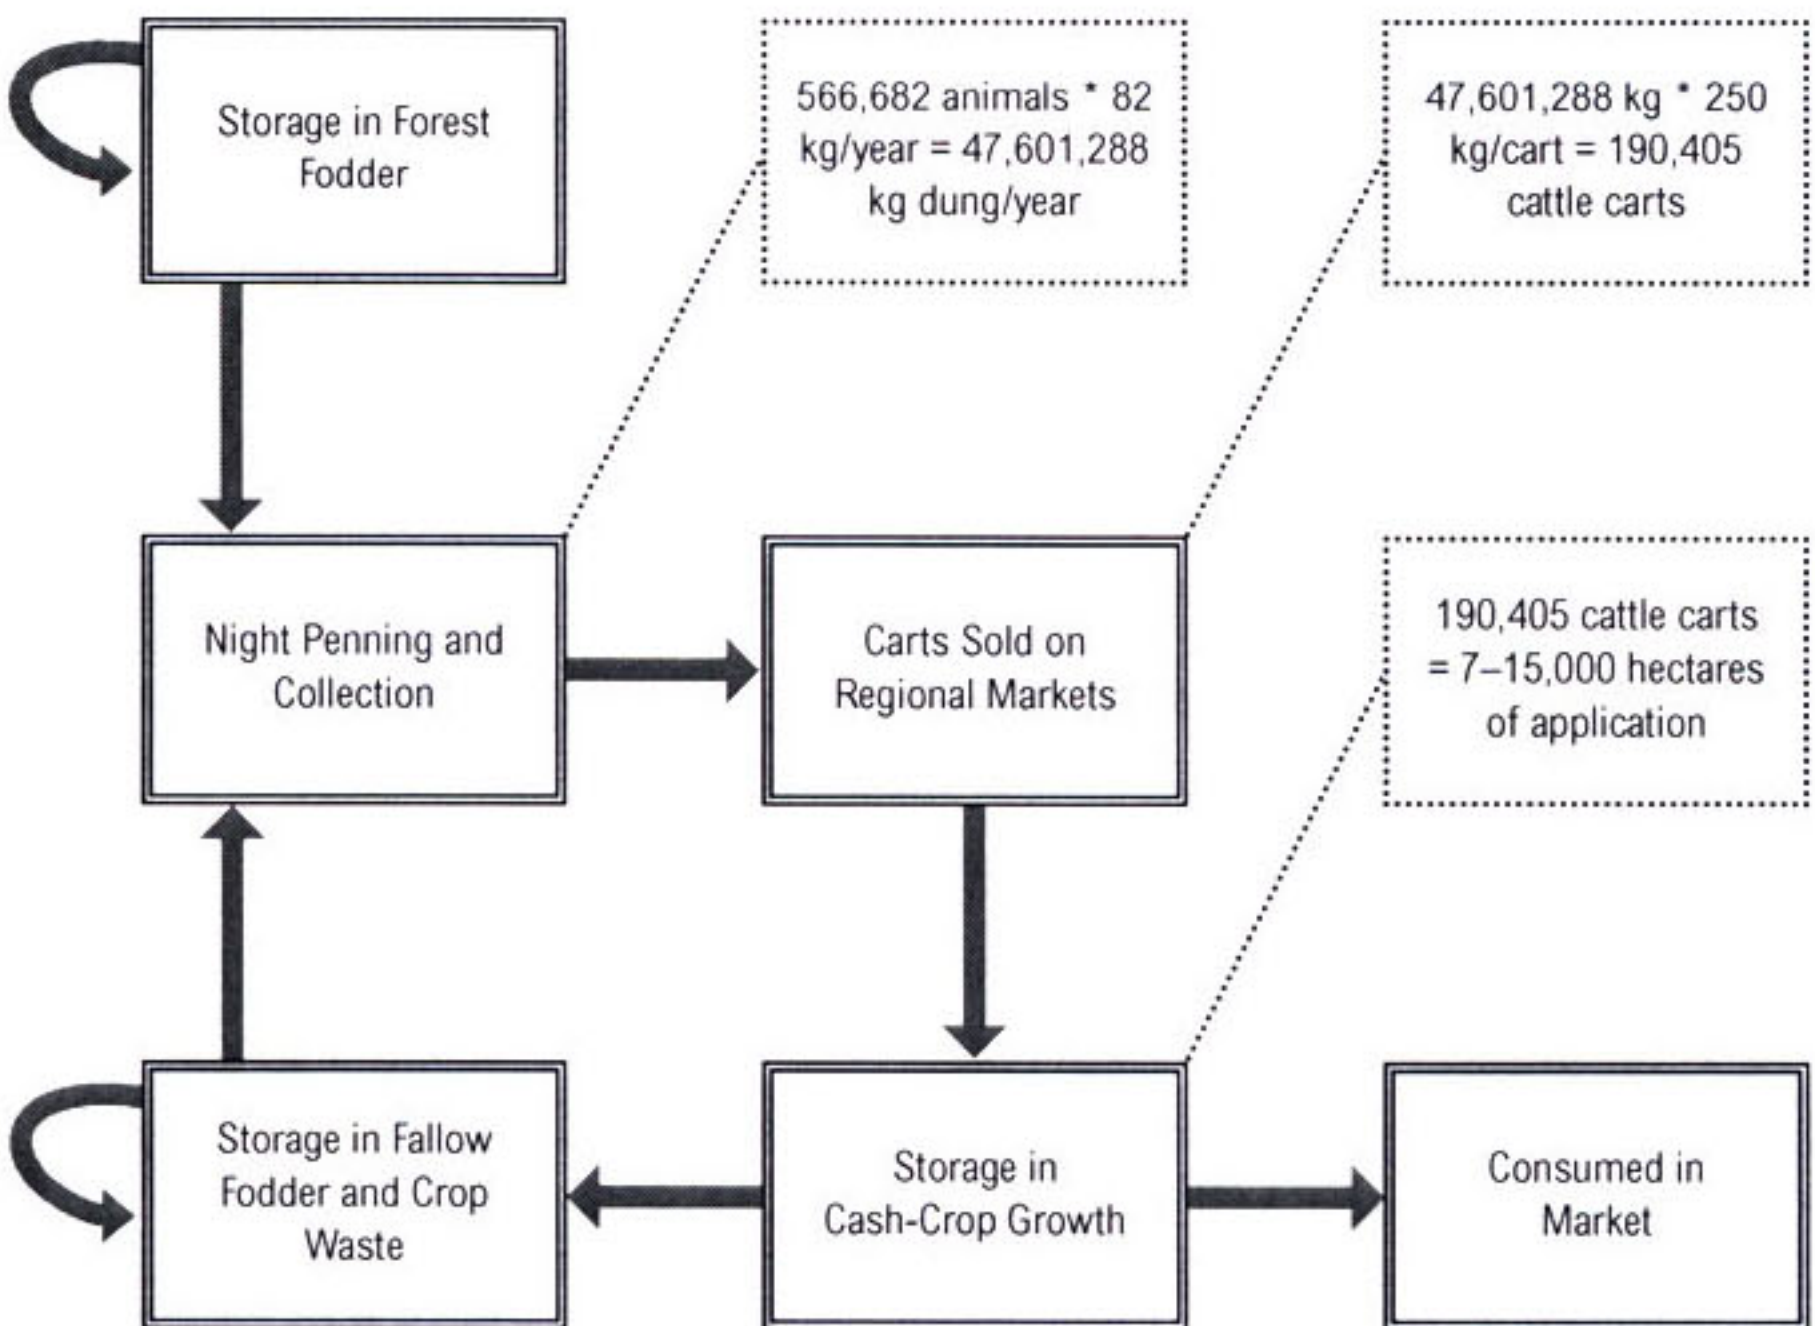 Storage in Forest
Fodder
566,682 animals * 82
kg/year = 47,601,288
kg dung/year
47,601,288 kg * 250
kg/cart = 190,405
cattle carts
Night Penning and
Collection
Carts Sold on
Regional Markets
190,405 cattle carts
= 7–15,000 hectares
of application
Storage in Fallow
Fodder and Crop
Waste
Storage in
Cash-Crop Growth
Consumed in
Market